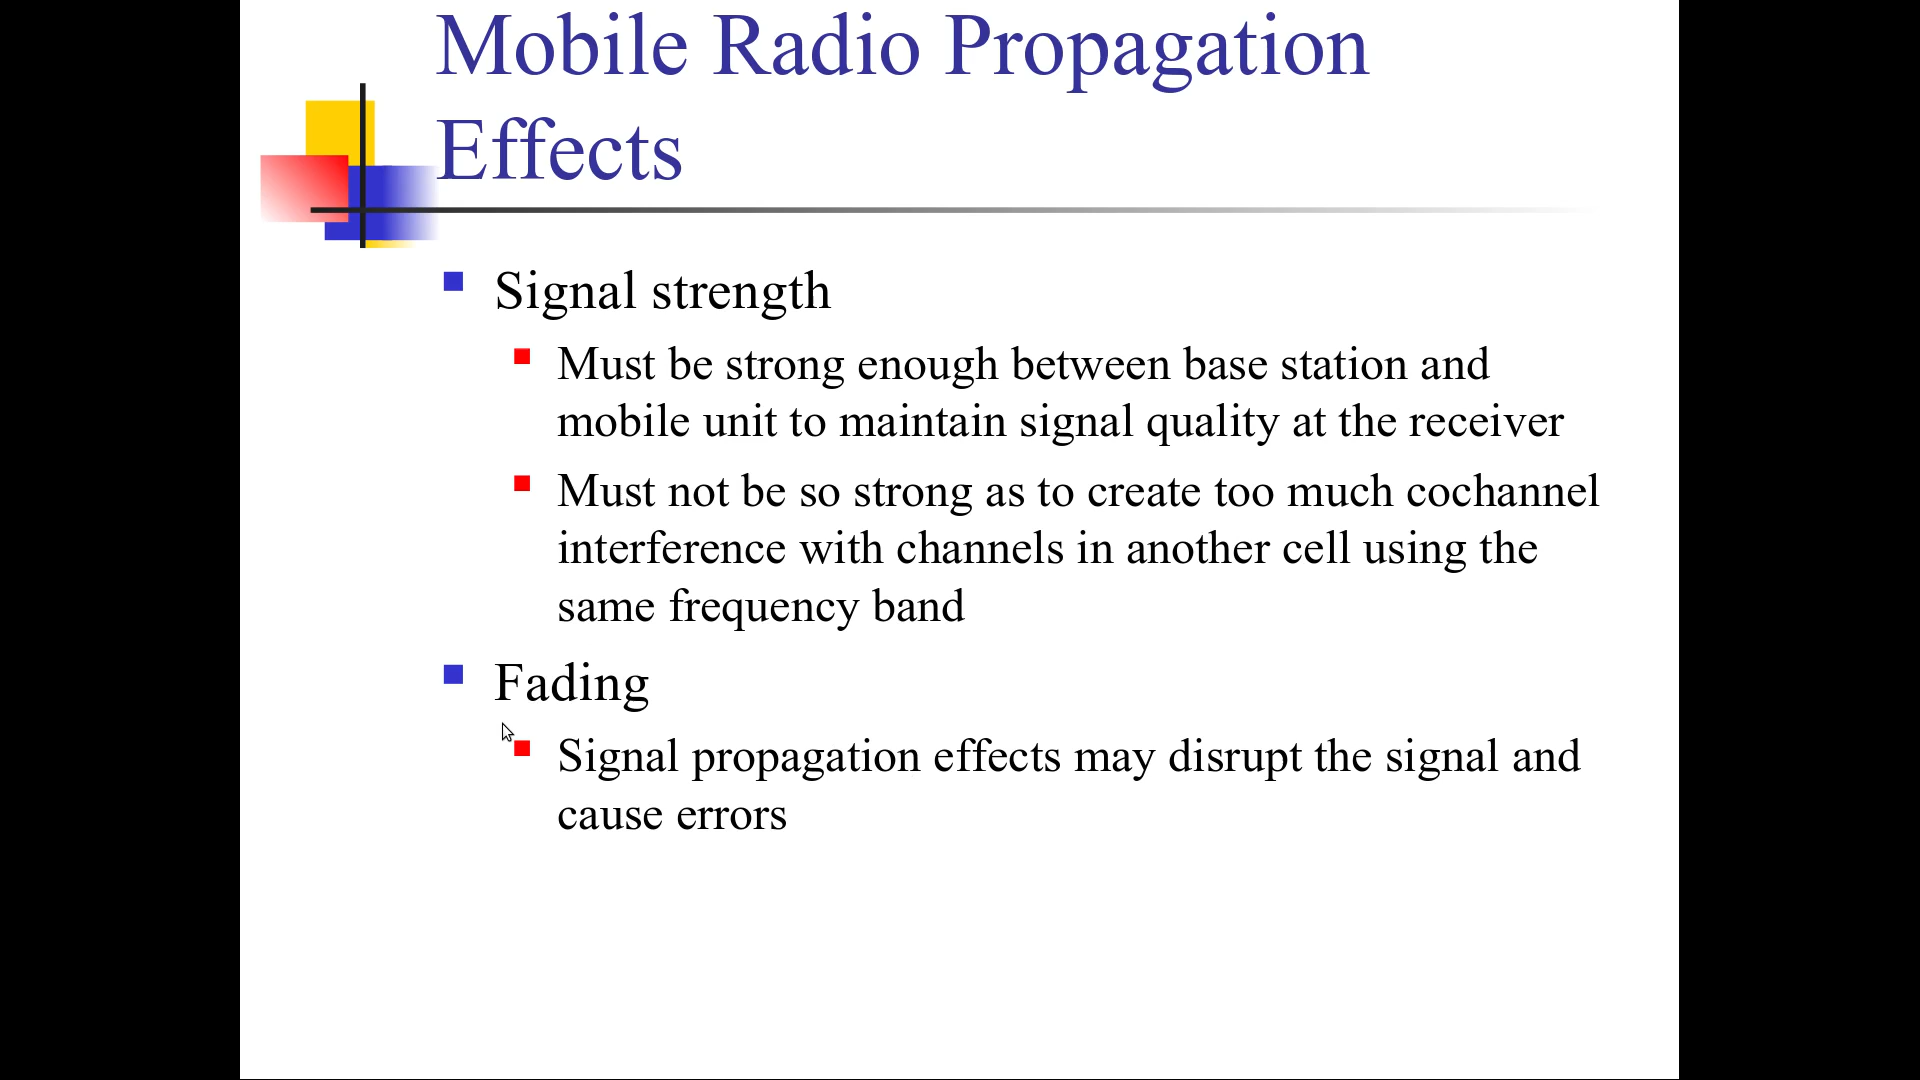 Mobile Radio Propagation
Effects
Signal strength
Must be strong enough between base station and
mobile unit to maintain signal quality at the receiver
Must not be so strong as to create too much cochannel
interference with channels in another cell using the
same frequency band
Fading
Signal propagation effects may disrupt the signal and
cause errors